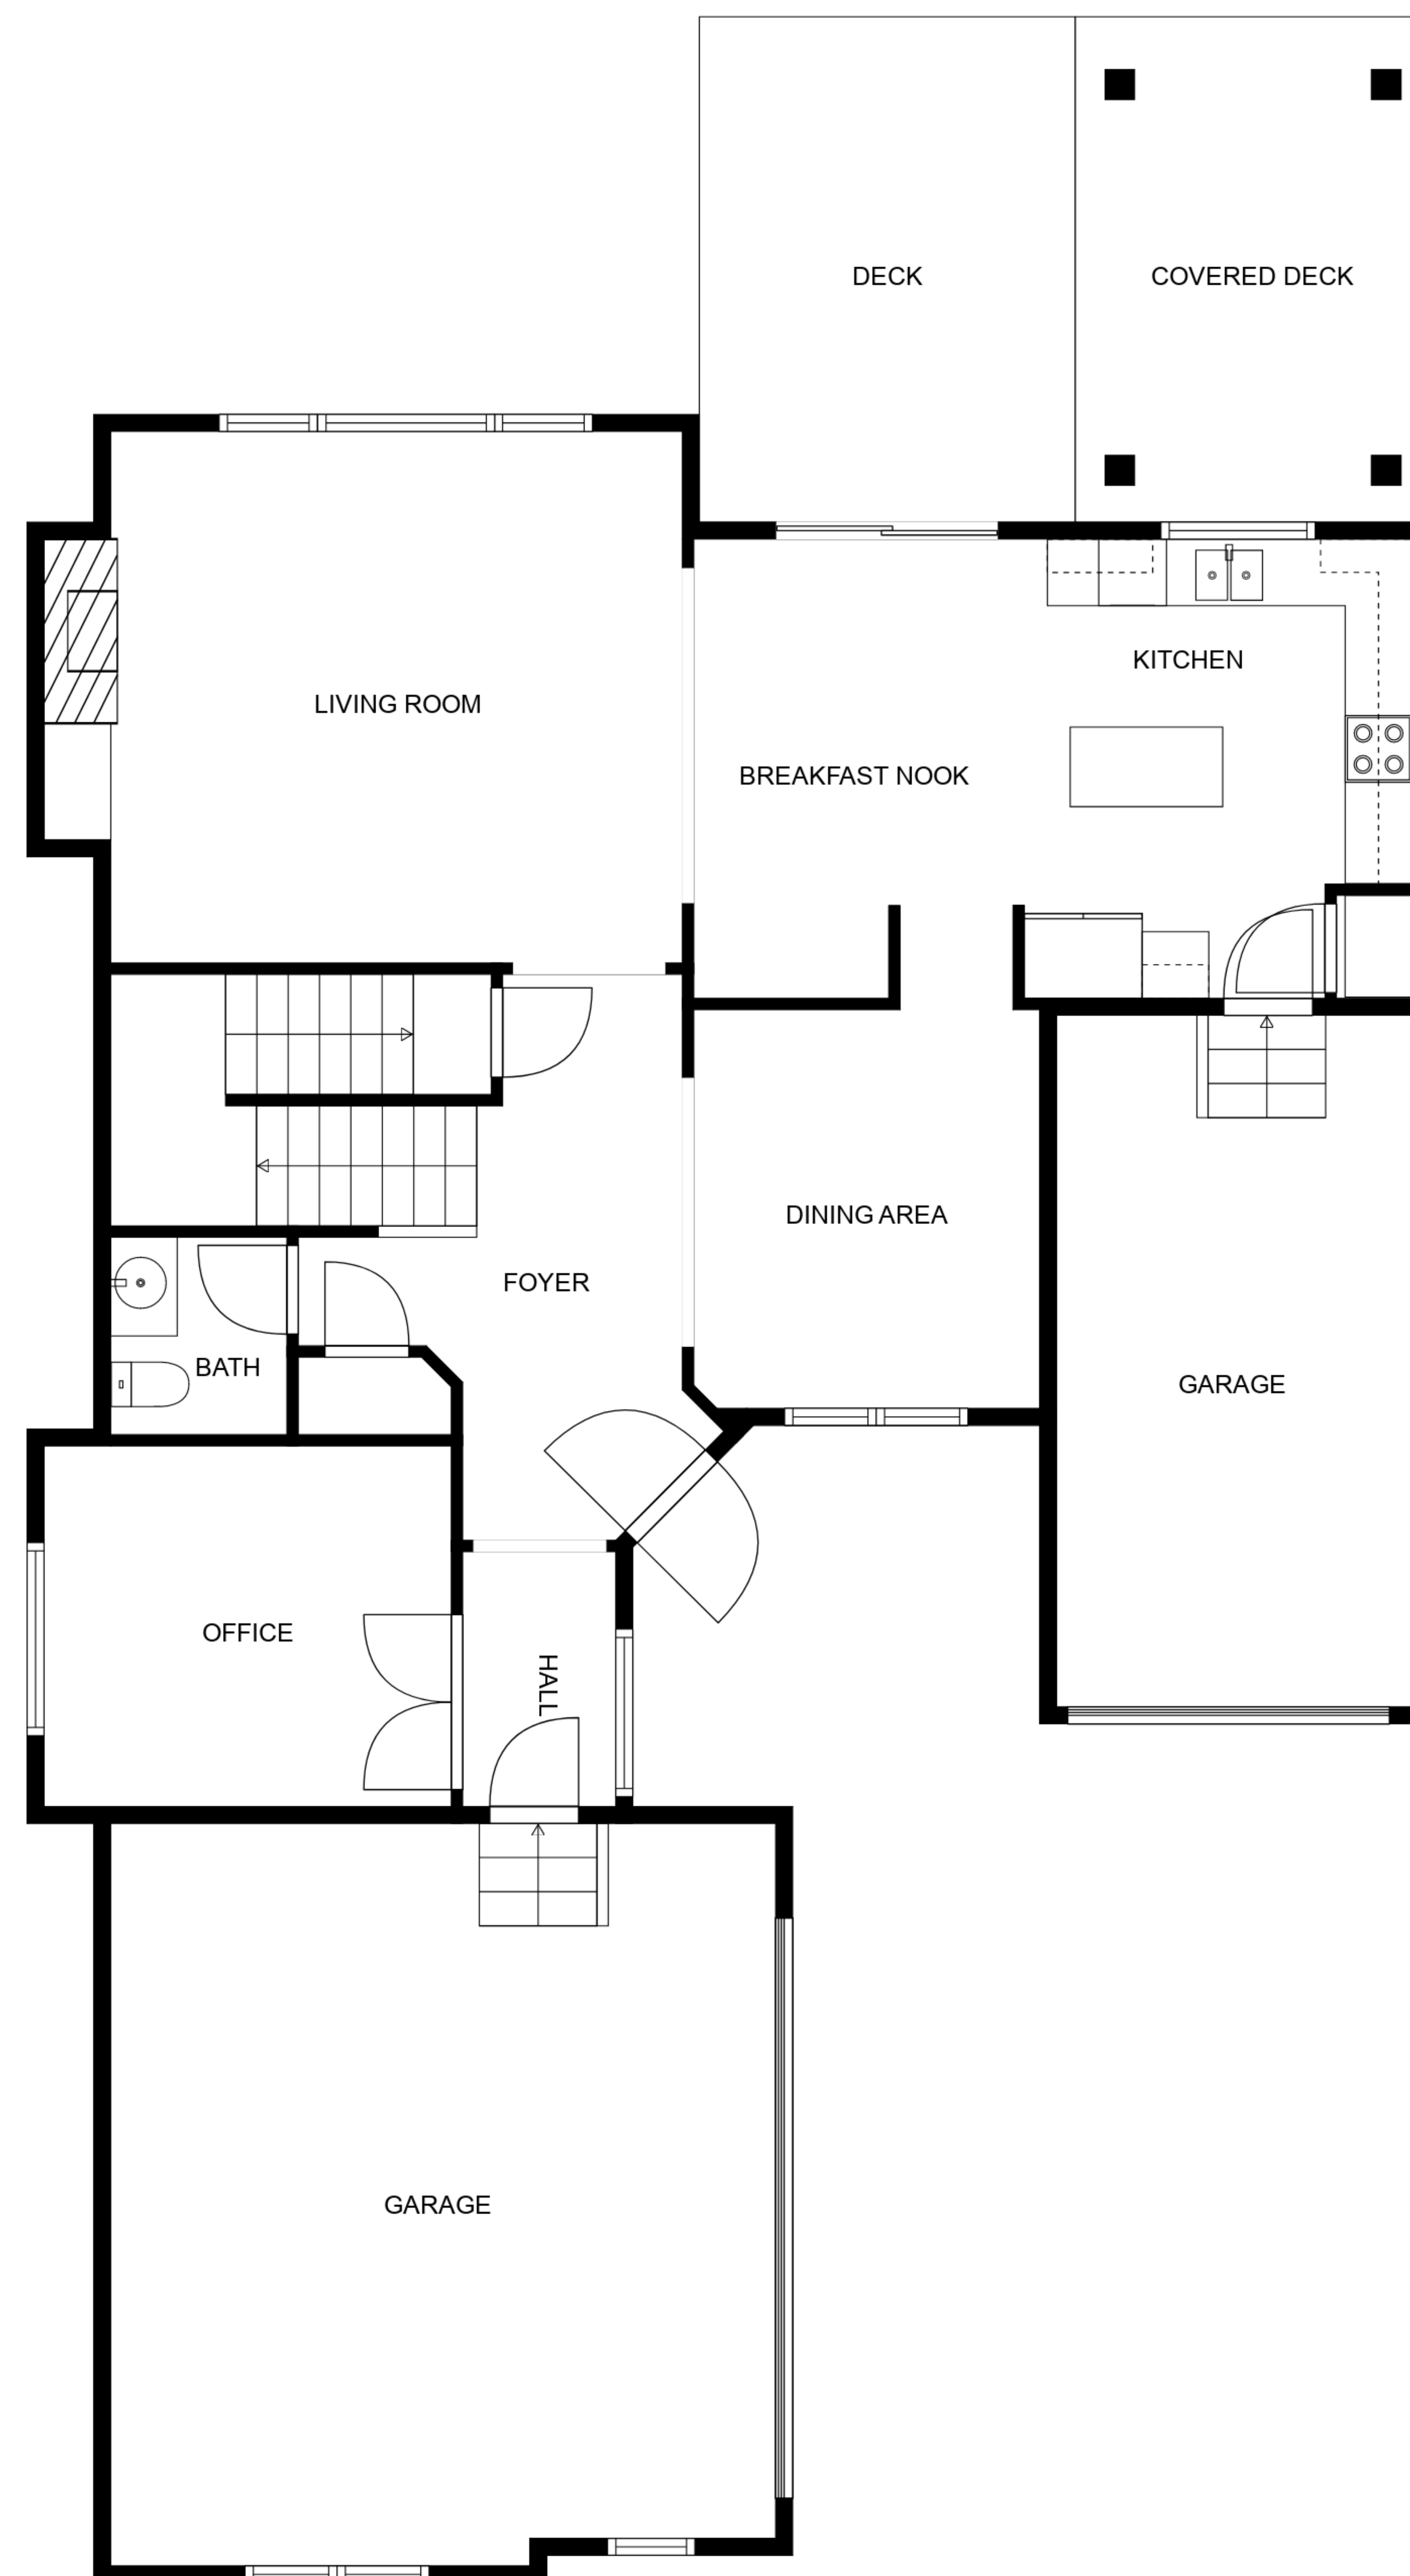 DECK
COVERED DECK
KITCHEN
LIVING ROOM
BREAKFAST NOOK
DINING AREA
FOYER
BATH
GARAGE
OFFICE
HALL
GARAGE